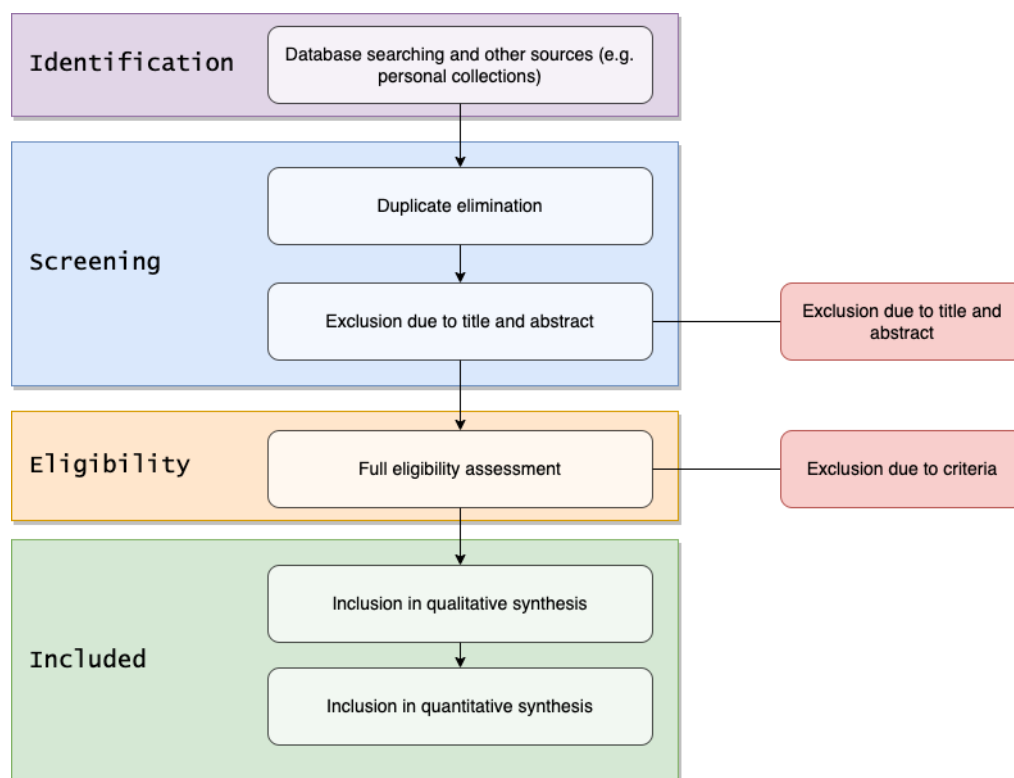 Identification
Database searching and other sources (e.g.
personal collections)
Screening
Duplicate elimination
Exclusion due to title and abstract
Exclusion due to title and
abstract
Eligibility
Full eligibility assessment
Exclusion due to criteria
Included
Inclusion in qualitative synthesis
Inclusion in quantitative synthesis